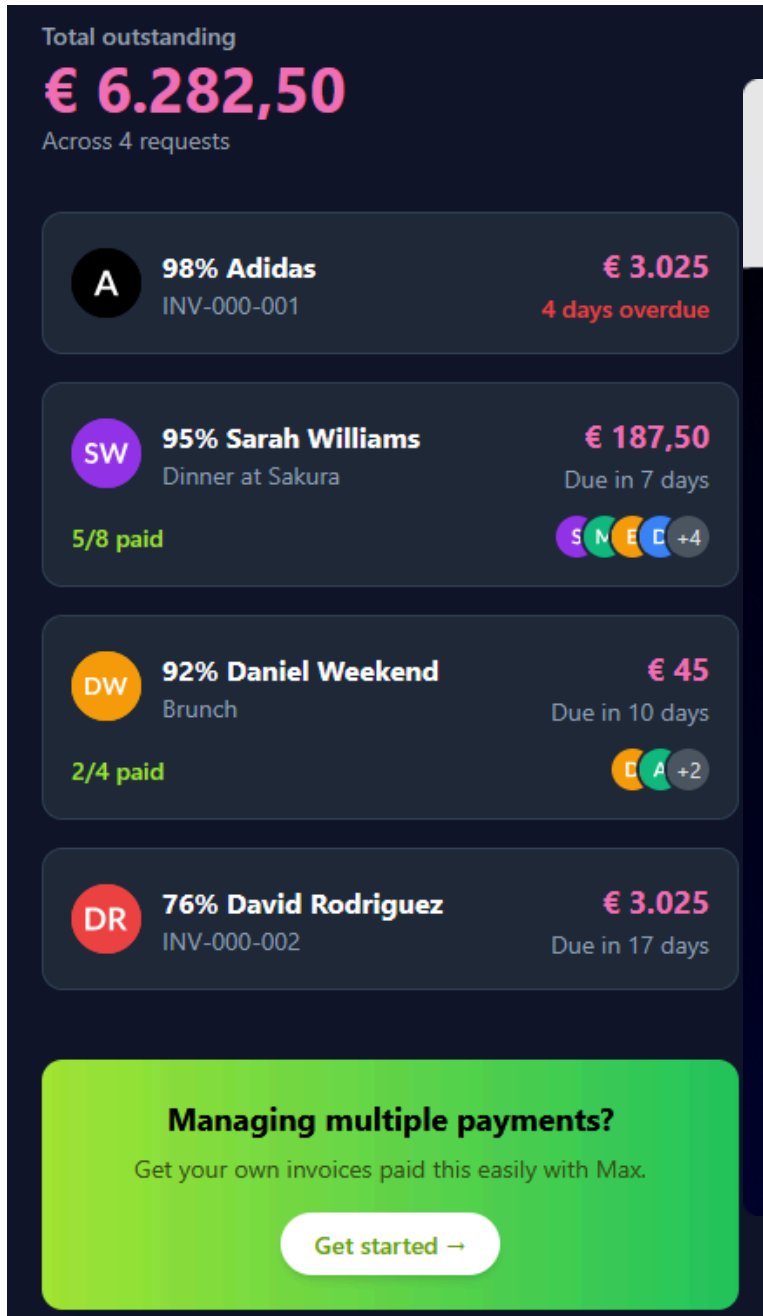 Total outstanding
€ 6.282,50
Across 4 requests
A
98% Adidas
€ 3.025
INV-000-001
4 days overdue
SW
95% Sarah Williams
€ 187,50
Dinner at Sakura
Due in 7 days
5/8 paid
S M E D +4
DW
92% Daniel Weekend
€ 45
Brunch
Due in 10 days
2/4 paid
D A +2
DR
76% David Rodriguez
€ 3.025
INV-000-002
Due in 17 days
Managing multiple payments?
Get your own invoices paid this easily with Max.
Get started →